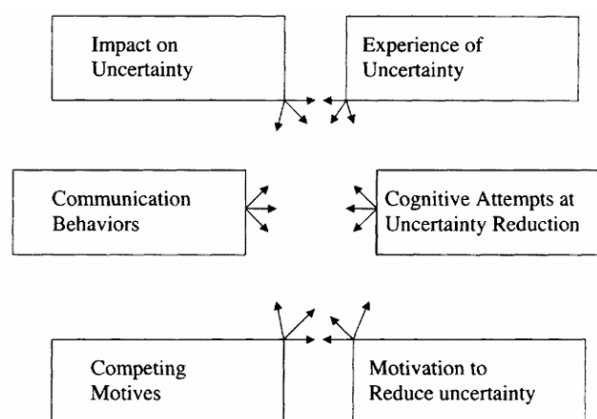 Impact on
Uncertainty
Experience of
Uncertainty
Communication
Behaviors
Cognitive Attempts at
Uncertainty Reduction
Competing
Motives
Motivation to
Reduce uncertainty